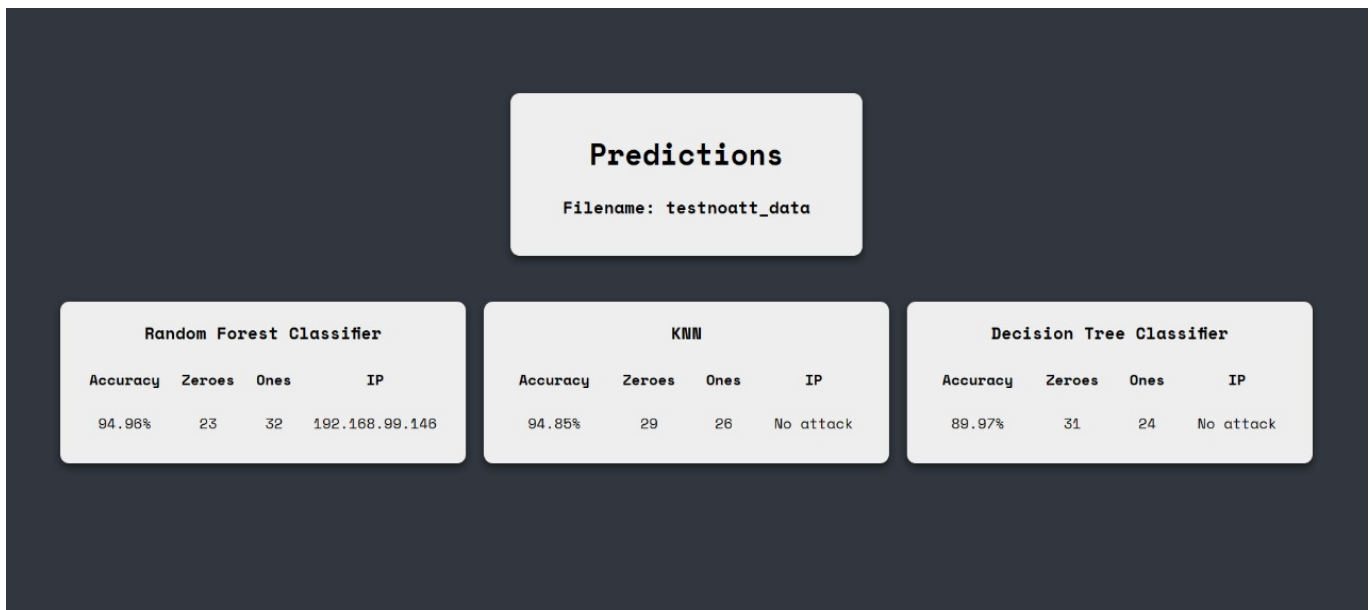 Predictions
Filename: testnoatt_data
Random Forest Classifier
Accuracy Zeroes Ones IP
94.96% 23 32 192.168.99.146
KNN
Accuracy Zeroes Ones IP
94.85% 29 26 No attack
Decision Tree Classifier
Accuracy Zeroes Ones IP
89.97% 31 24 No attack